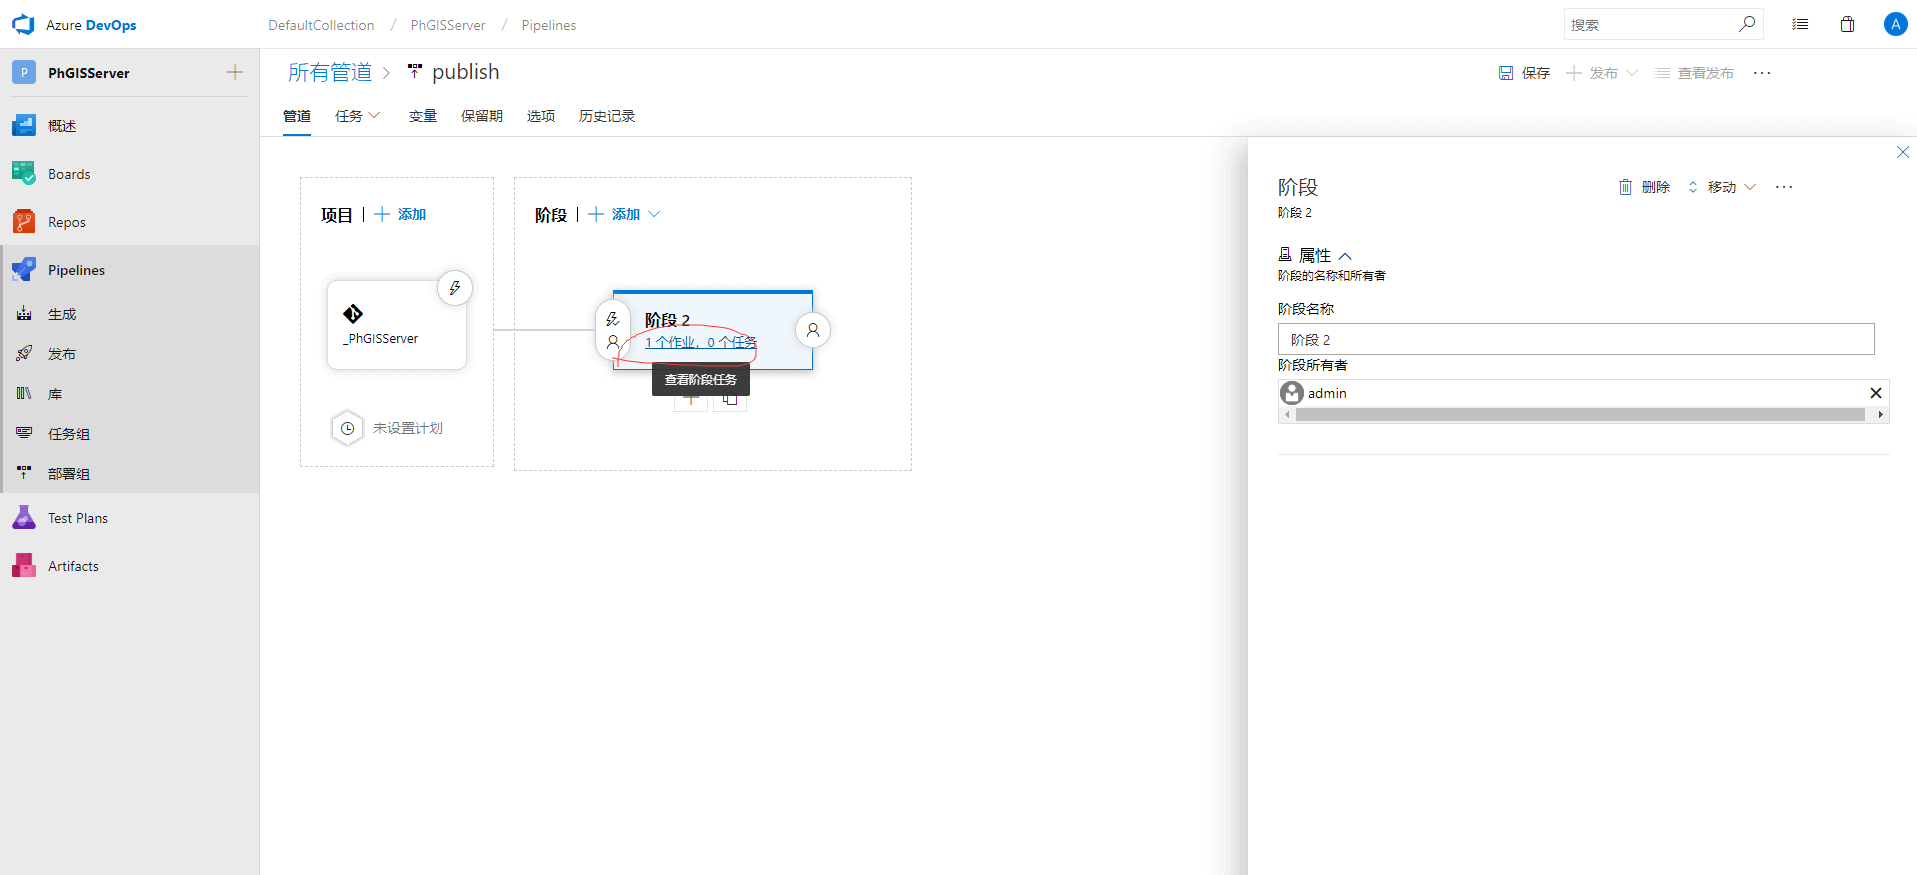 Azure DevOps
DefaultCollection / PhGISServer / Pipelines
搜索
A
P PhGISServer
概述
Boards
Repos
Pipelines
生成
发布
库
任务组
部署组
Test Plans
Artifacts
所有管道 > publish
保存
发布
查看发布
管道 任务 变量 保留期 选项 历史记录
项目 | 添加
_PhGISServer
未设置计划
阶段 | 添加
阶段 2
1 个作业，0 个任务
查看阶段任务
阶段
阶段 2
删除
移动
属性
阶段的名称和所有者
阶段名称
阶段 2
阶段所有者
admin